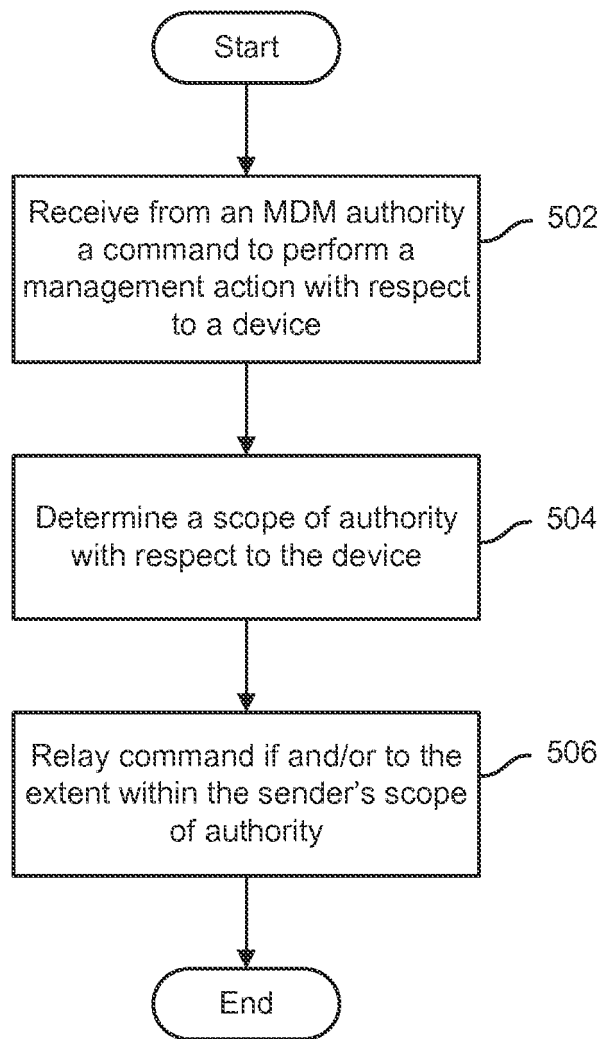 Start
Receive from an MDM authority
a command to perform a
management action with respect
to a device
502
Determine a scope of authority
with respect to the device
504
Relay command if and/or to the
extent within the sender's scope
of authority
506
End